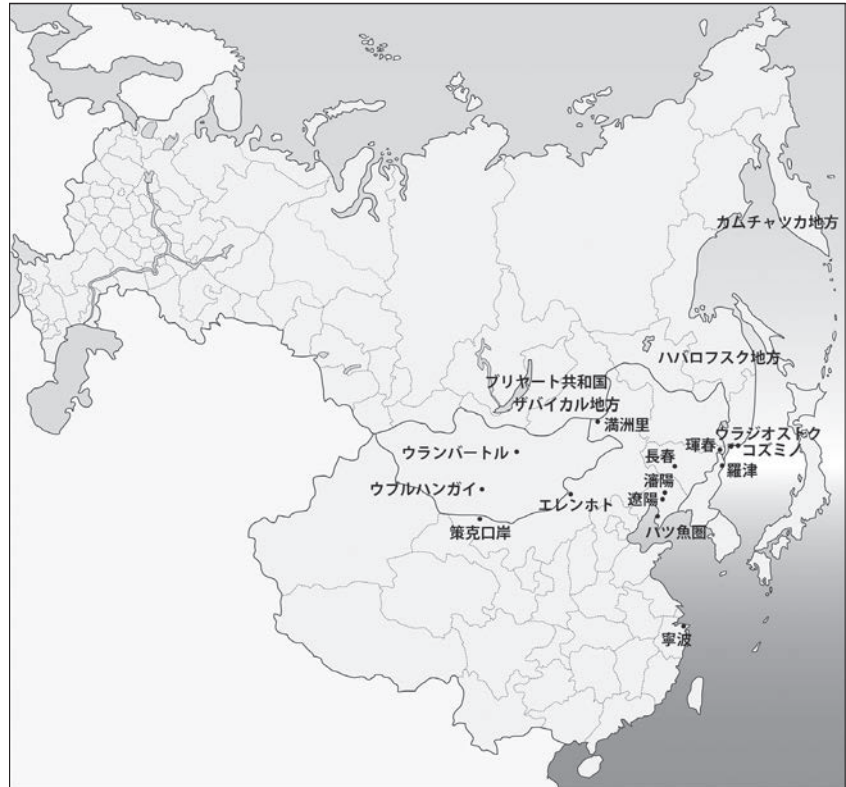 カムチャツカ地方
ハバロフスク地方
ブリヤート共和国
ザバイカル地方
満洲里
ウラジオストク
コズミノ
琿春
羅津
長春
ウランバートル
瀋陽
ウブルハンガイ
エレンホト
遼陽
策克口岸
バツ魚圏
寧波